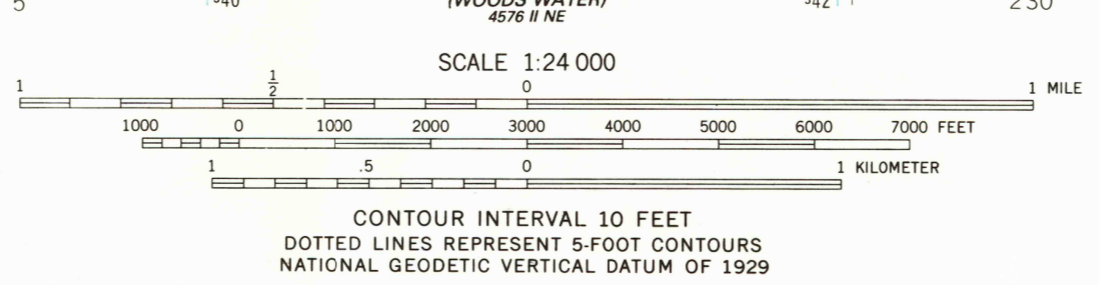 (WOODS WATER)
4576 II NE
SCALE 1:24 000
1 1/2 0 1 MILE
1000 0 1000 2000 3000 4000 5000 6000 7000 FEET
1 .5 0 1 KILOMETER
CONTOUR INTERVAL 10 FEET
DOTTED LINES REPRESENT 5-FOOT CONTOURS
NATIONAL GEODETIC VERTICAL DATUM OF 1929